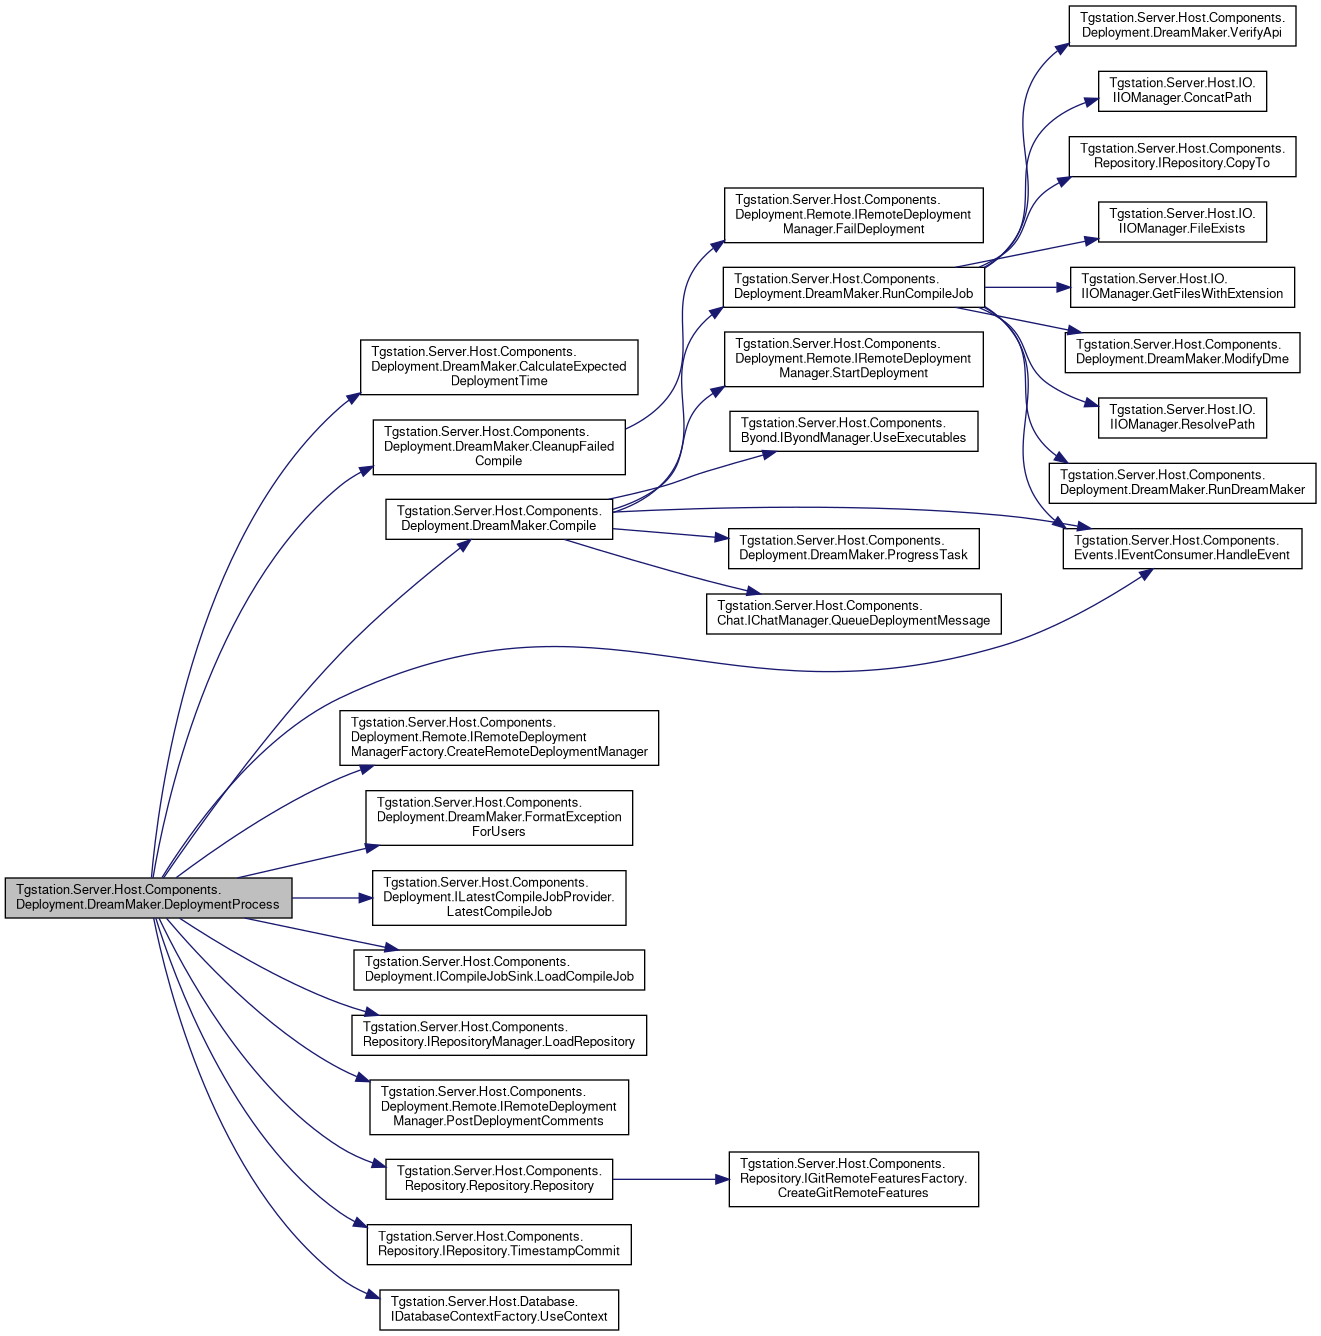 Tgstation.Server.Host.Components.
Deployment.DreamMaker.DeploymentProcess
Tgstation.Server.Host.Components.
Deployment.DreamMaker.CalculateExpected
DeploymentTime
Tgstation.Server.Host.Components.
Deployment.DreamMaker.CleanupFailed
Compile
Tgstation.Server.Host.Components.
Deployment.DreamMaker.Compile
Tgstation.Server.Host.Components.
Deployment.Remote.IRemoteDeployment
ManagerFactory.CreateRemoteDeploymentManager
Tgstation.Server.Host.Components.
Deployment.DreamMaker.FormatException
ForUsers
Tgstation.Server.Host.Components.
Deployment.ILatestCompileJobProvider.
LatestCompileJob
Tgstation.Server.Host.Components.
Deployment.ICompileJobSink.LoadCompileJob
Tgstation.Server.Host.Components.
Repository.IRepositoryManager.LoadRepository
Tgstation.Server.Host.Components.
Deployment.Remote.IRemoteDeployment
Manager.PostDeploymentComments
Tgstation.Server.Host.Components.
Repository.Repository.Repository
Tgstation.Server.Host.Components.
Repository.IRepository.TimestampCommit
Tgstation.Server.Host.Database.
IDatabaseContextFactory.UseContext
Tgstation.Server.Host.Components.
Deployment.Remote.IRemoteDeployment
Manager.FailDeployment
Tgstation.Server.Host.Components.
Deployment.DreamMaker.RunCompileJob
Tgstation.Server.Host.Components.
Deployment.Remote.IRemoteDeployment
Manager.StartDeployment
Tgstation.Server.Host.Components.
Byond.IByondManager.UseExecutables
Tgstation.Server.Host.Components.
Deployment.DreamMaker.ProgressTask
Tgstation.Server.Host.Components.
Chat.IChatManager.QueueDeploymentMessage
Tgstation.Server.Host.Components.
Repository.IGitRemoteFeaturesFactory.
CreateGitRemoteFeatures
Tgstation.Server.Host.Components.
Deployment.DreamMaker.VerifyApi
Tgstation.Server.Host.IO.
IIOManager.ConcatPath
Tgstation.Server.Host.Components.
Repository.IRepository.CopyTo
Tgstation.Server.Host.IO.
IIOManager.FileExists
Tgstation.Server.Host.IO.
IIOManager.GetFilesWithExtension
Tgstation.Server.Host.Components.
Deployment.DreamMaker.ModifyDme
Tgstation.Server.Host.IO.
IIOManager.ResolvePath
Tgstation.Server.Host.Components.
Deployment.DreamMaker.RunDreamMaker
Tgstation.Server.Host.Components.
Events.IEventConsumer.HandleEvent